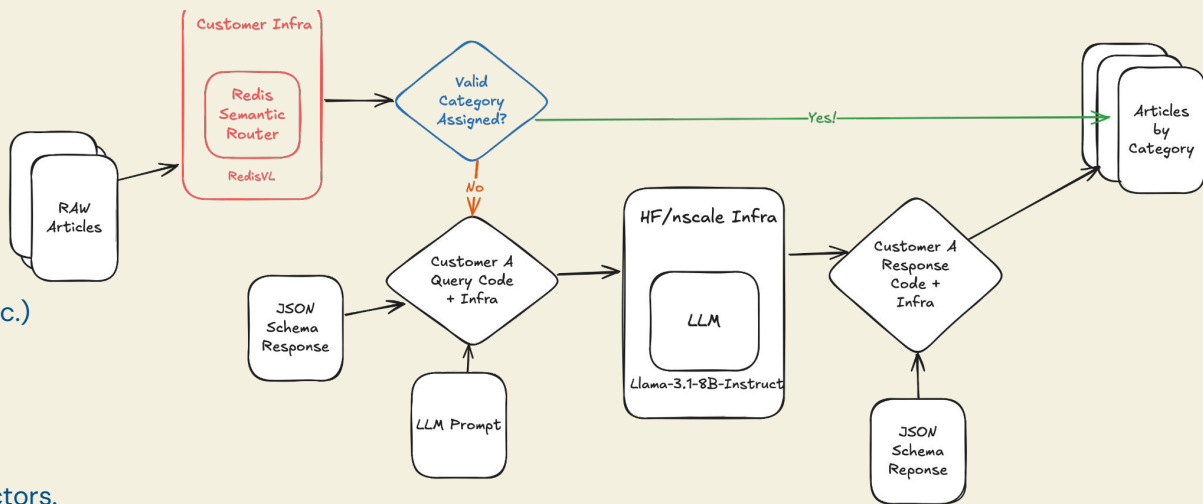 Customer Infra
Redis
Semantic
Router
RedisVL
Valid
Category
Assigned?
Yes!
Articles
by
Category
RAW
Articles
No
HF/nscale Infra
LLM
Llama-3.1-8B-Instruct
Customer A
Query Code
+ Infra
Customer A
Response
Code +
Infra
JSON
Schema
Response
c.)
LLM Prompt
JSON
Schema
Reponse
ctors.